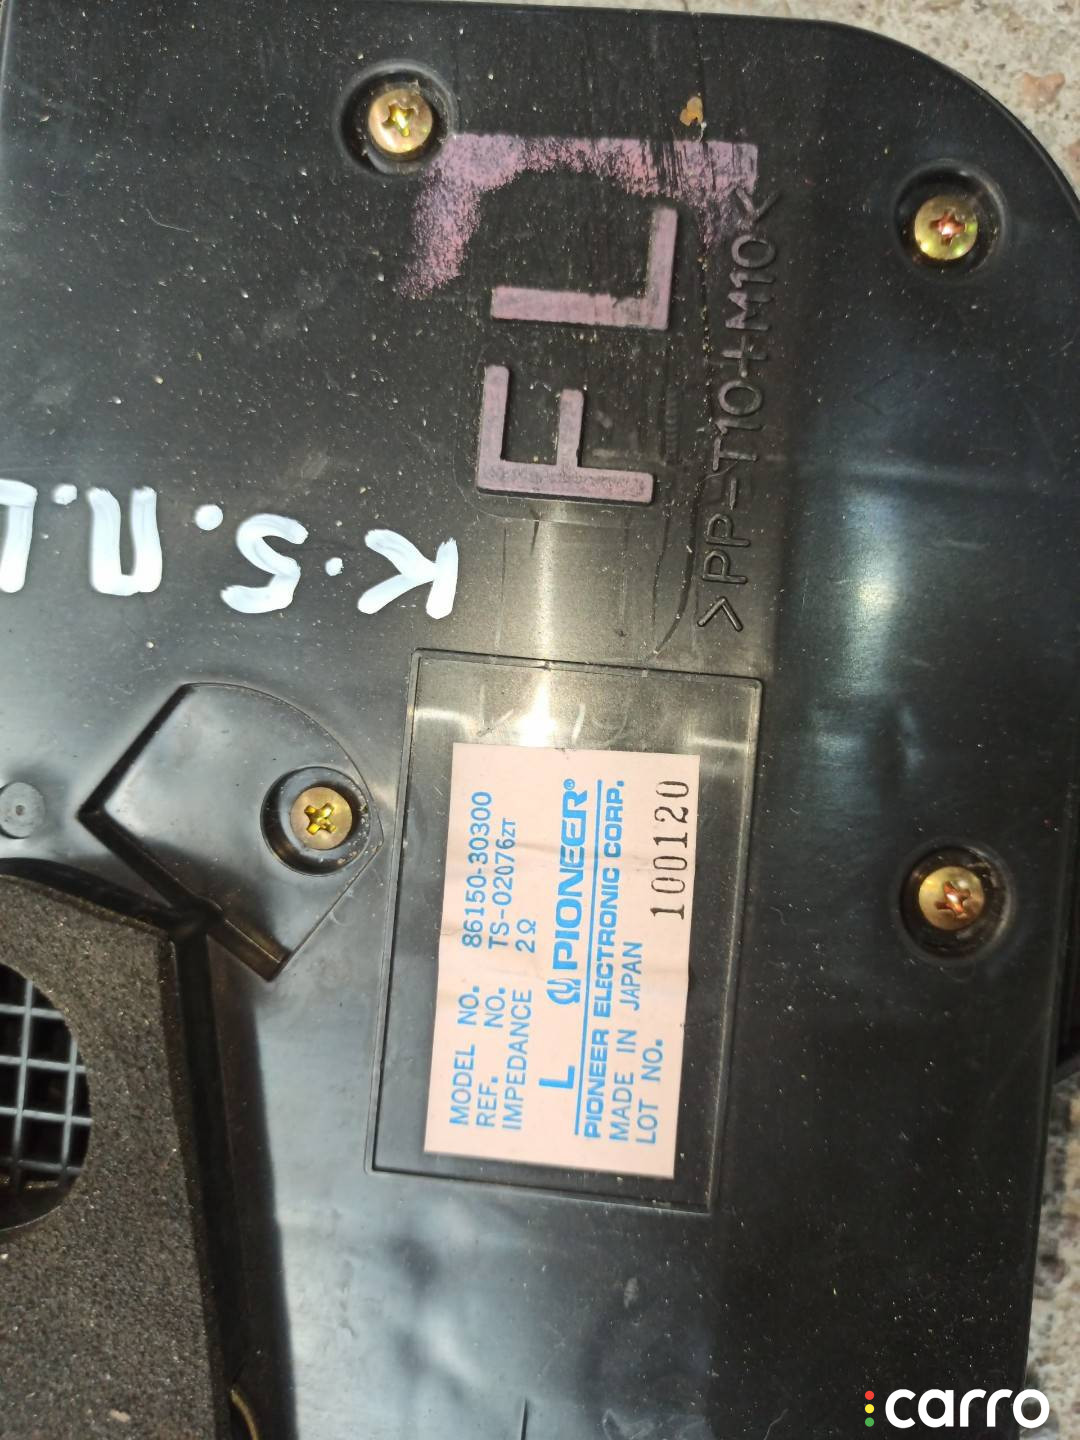 FL
>PP-T10+M10<
K.5.П.
MODEL NO. 86150-30300
REF. NO. TS-02076ZT
IMPEDANCE 2Ω
L PIONEER®
PIONEER ELECTRONIC CORP.
MADE IN JAPAN
LOT NO. 100120
carro